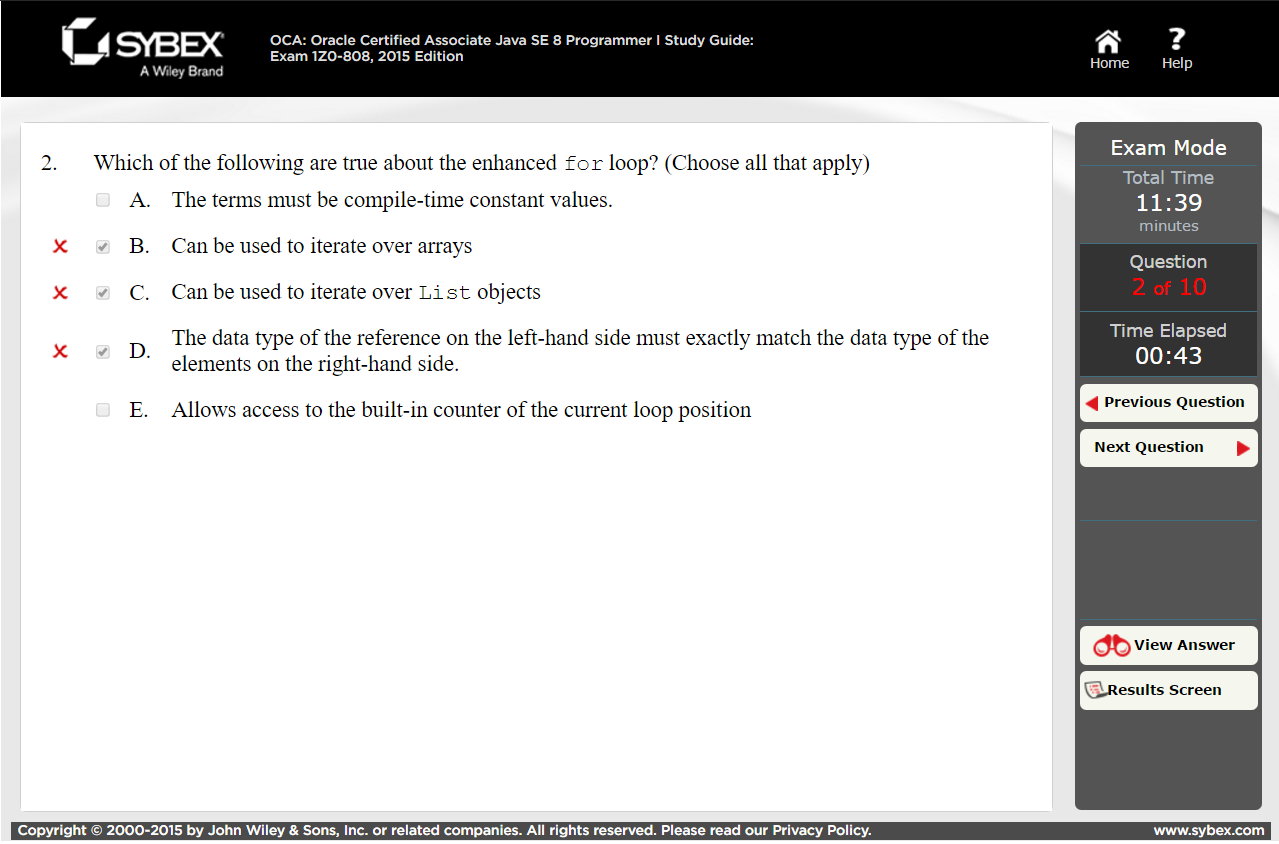 SYBEX
A Wiley Brand
OCA: Oracle Certified Associate Java SE 8 Programmer I Study Guide:
Exam 1Z0-808, 2015 Edition
Home
?
Help
2. Which of the following are true about the enhanced for loop? (Choose all that apply)
A. The terms must be compile-time constant values.
B. Can be used to iterate over arrays
C. Can be used to iterate over List objects
D. The data type of the reference on the left-hand side must exactly match the data type of the
elements on the right-hand side.
E. Allows access to the built-in counter of the current loop position
Exam Mode
Total Time
11:39
minutes
Question
2 of 10
Time Elapsed
00:43
Previous Question
Next Question
View Answer
Results Screen
Copyright © 2000-2015 by John Wiley & Sons, Inc. or related companies. All rights reserved. Please read our Privacy Policy.
www.sybex.com